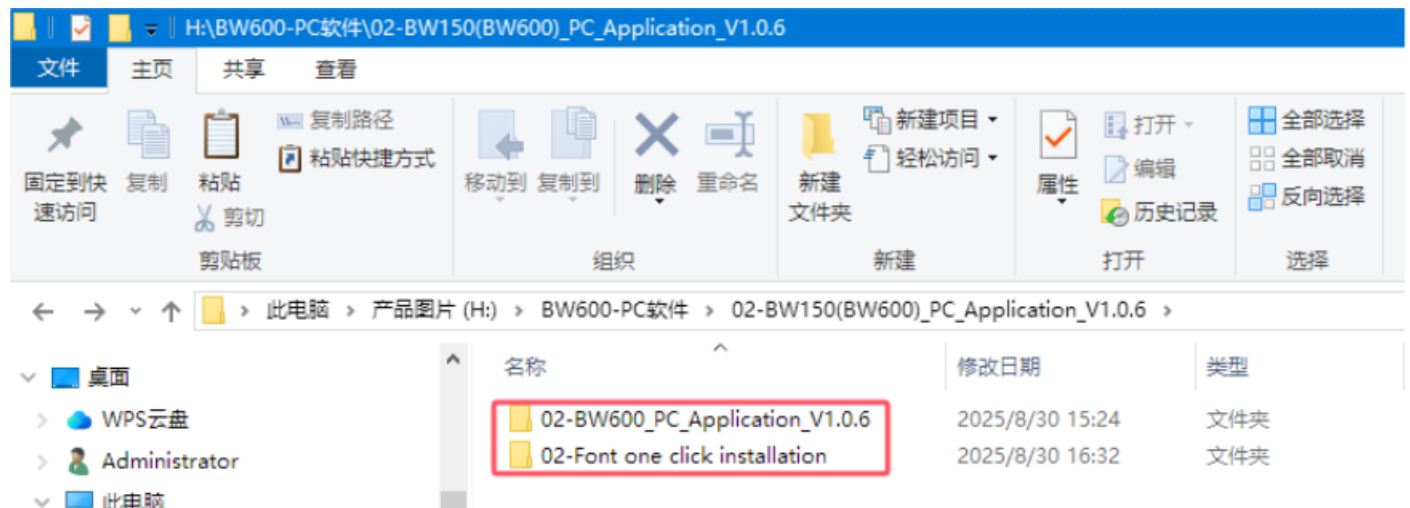 H:\BW600-PC软件\02-BW150(BW600)_PC_Application_V1.0.6
文件 主页 共享 查看
固定到快速访问
复制
粘贴
复制路径
粘贴快捷方式
剪切
剪贴板
移动到 复制到 删除 重命名
组织
新建文件夹
新建项目
轻松访问
新建
属性
打开
编辑
历史记录
打开
全部选择
全部取消
反向选择
选择
此电脑 > 产品图片 (H:) > BW600-PC软件 > 02-BW150(BW600)_PC_Application_V1.0.6 >
桌面
WPS云盘
Administrator
此电脑
名称 修改日期 类型
02-BW600_PC_Application_V1.0.6 2025/8/30 15:24 文件夹
02-Font one click installation 2025/8/30 16:32 文件夹